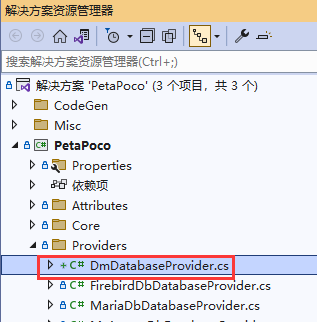 解决方案资源管理器
搜索解决方案资源管理器(Ctrl+;)
解决方案 'PetaPoco' (3 个项目，共 3 个)
CodeGen
Misc
PetaPoco
Properties
依赖项
Attributes
Core
Providers
DmDatabaseProvider.cs
FirebirdDbDatabaseProvider.cs
MariaDbDatabaseProvider.cs